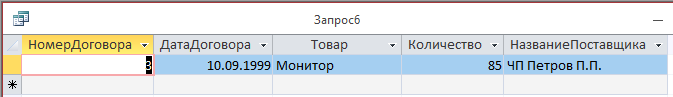 Запрос6
НомерДоговора ДатаДоговора Товар Количество НазваниеПоставщика
3 10.09.1999 Монитор 85 ЧП Петров П.П.